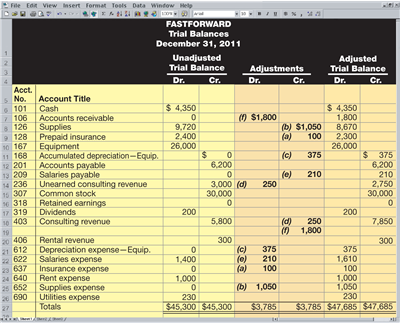 File Edit View Insert Format Tools Data Window Help
FASTFORWARD
Trial Balances
December 31, 2011
Unadjusted Trial Balance Adjustments Adjusted Trial Balance
Dr. Cr. Dr. Cr. Dr. Cr.
Acct. No. Account Title
101 Cash $ 4,350 $ 4,350
106 Accounts receivable 0 (f) $1,800 1,800
126 Supplies 9,720 (b) $1,050 8,670
128 Prepaid insurance 2,400 (a) 100 2,300
167 Equipment 26,000 26,000
168 Accumulated depreciation—Equip. $ 0 (c) 375 $ 375
201 Accounts payable 6,200 6,200
209 Salaries payable 0 (e) 210 210
236 Unearned consulting revenue 3,000 (d) 250 2,750
307 Common stock 30,000 30,000
318 Retained earnings 0 0
319 Dividends 200 200
403 Consulting revenue 5,800 (d) 250 7,850
(f) 1,800
406 Rental revenue 300 300
612 Depreciation expense—Equip. 0 (c) 375 375
622 Salaries expense 1,400 (e) 210 1,610
637 Insurance expense 0 (a) 100 100
640 Rent expense 1,000 1,000
652 Supplies expense 0 (b) 1,050 1,050
690 Utilities expense 230 230
Totals $45,300 $45,300 $3,785 $3,785 $47,685 $47,685